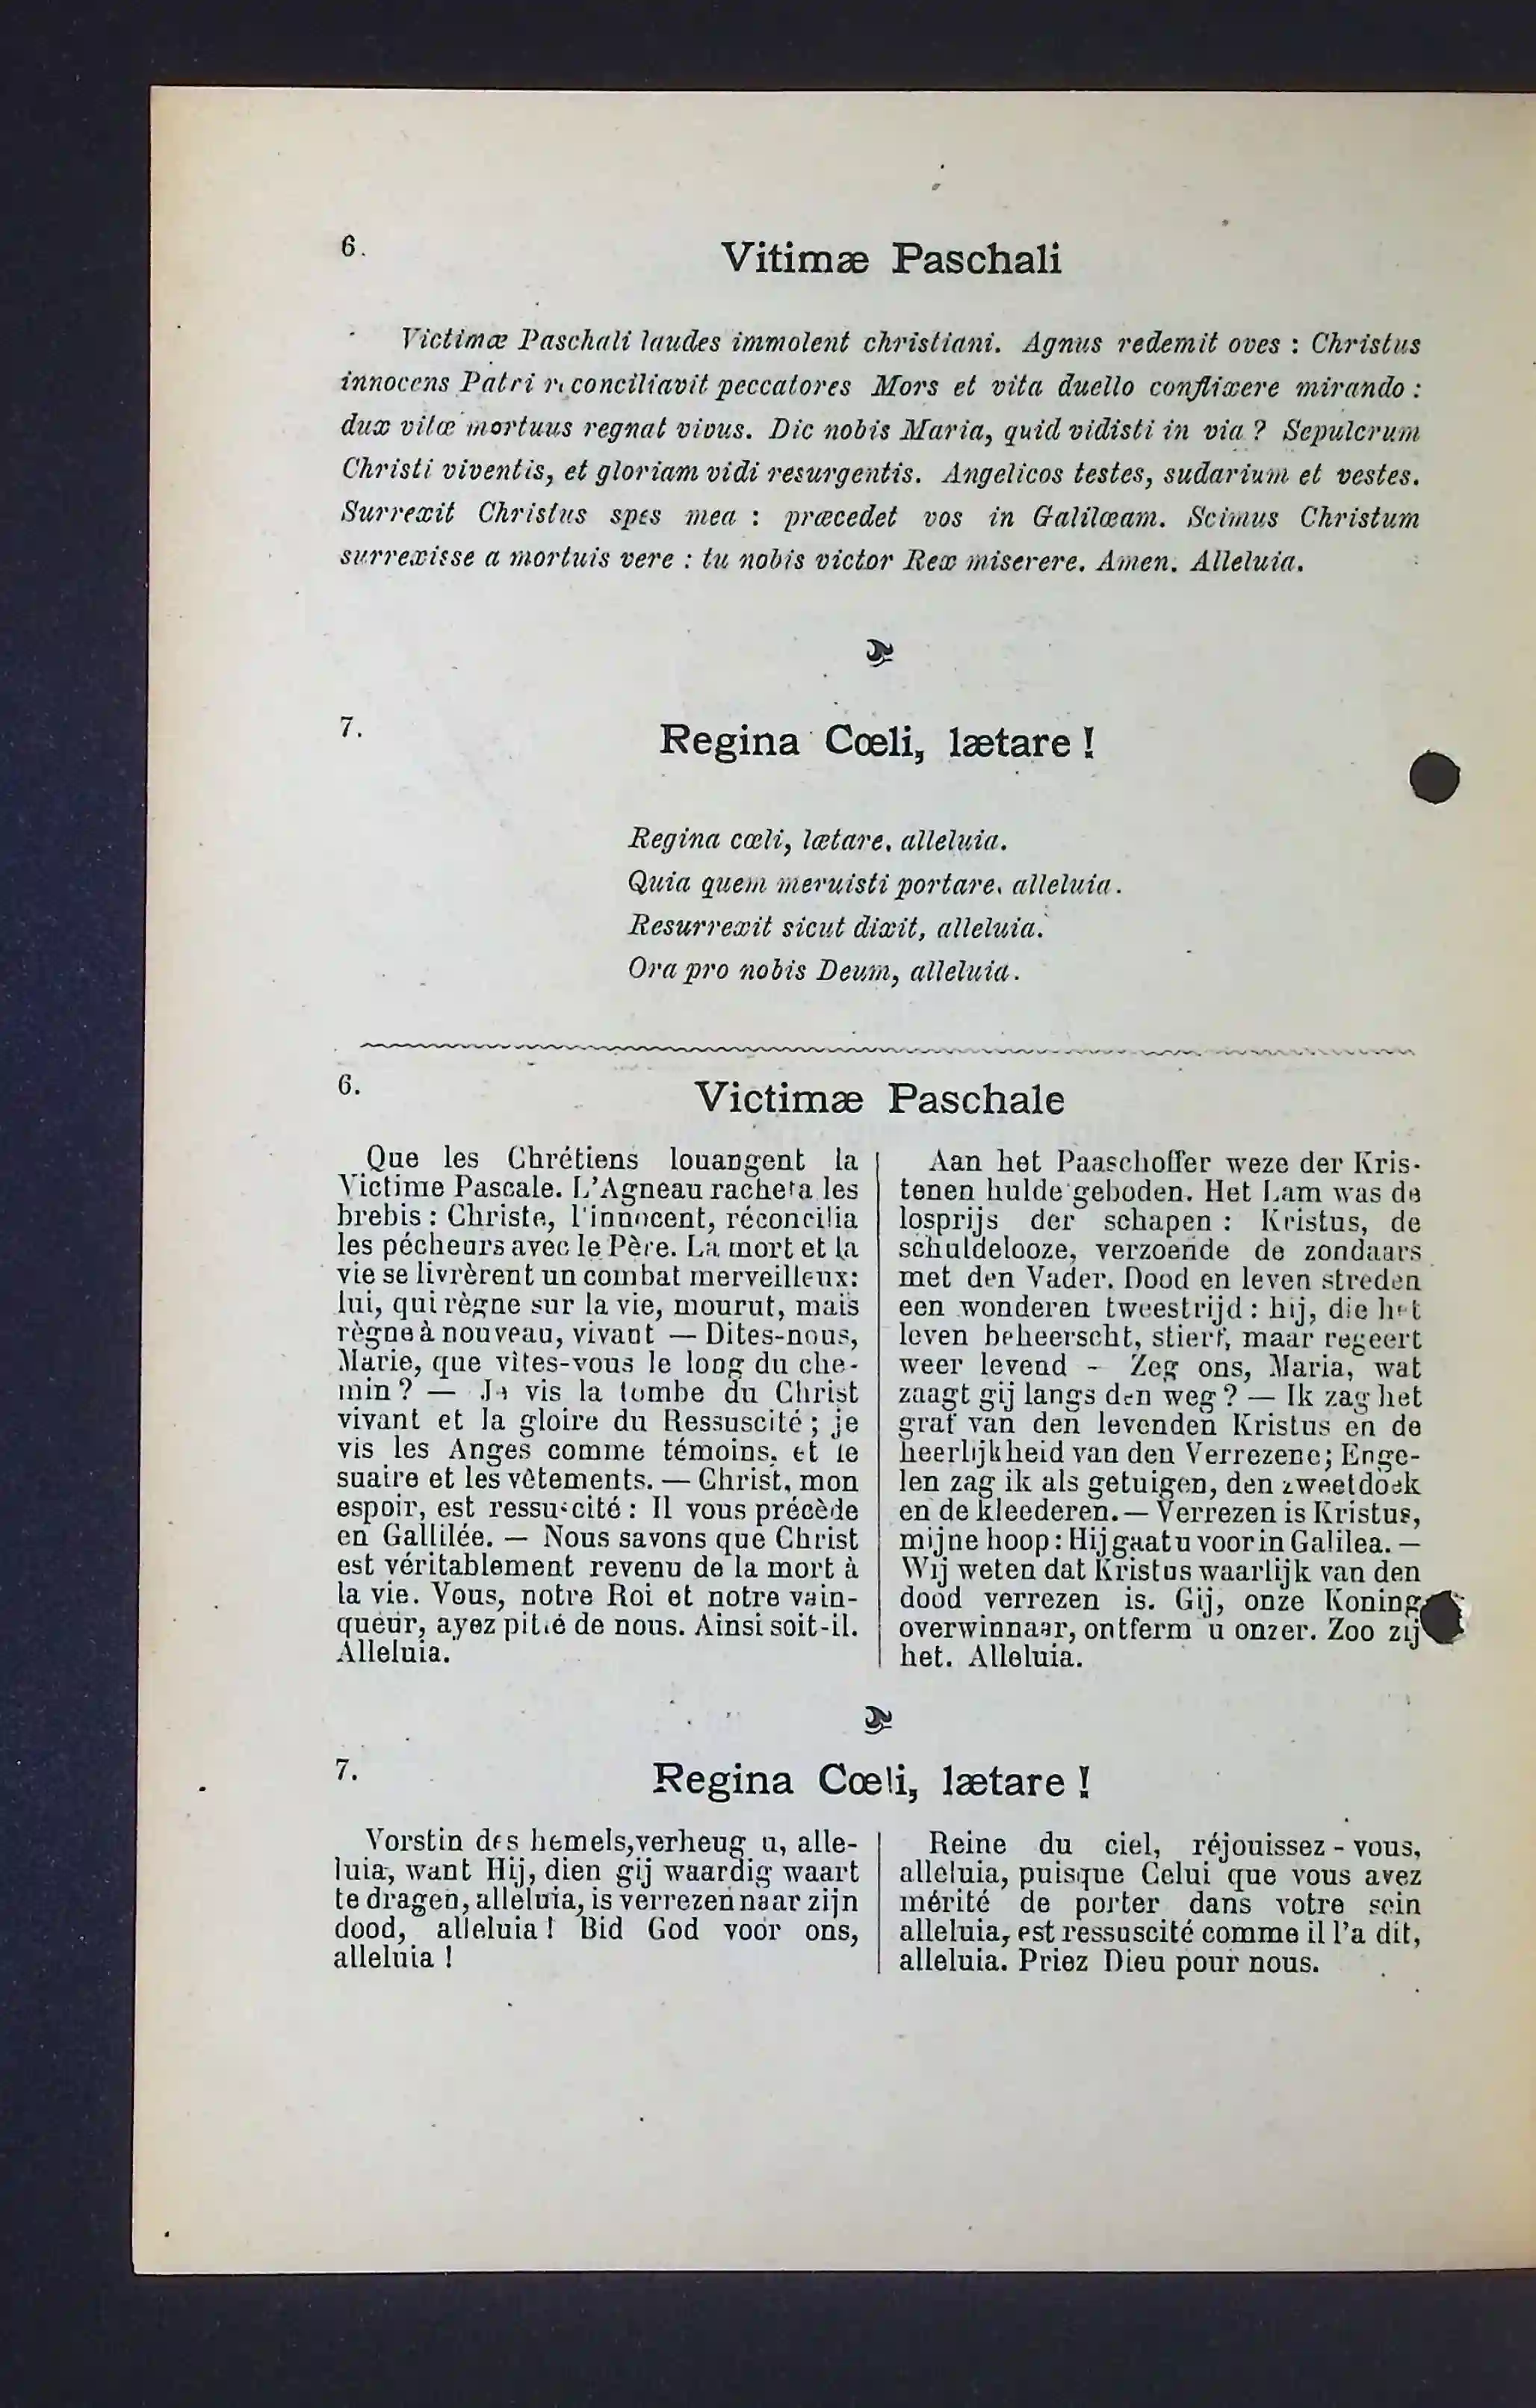 6.
Vitimæ Paschali
Victimæ Paschali laudes immolent christiani. Agnus redemit oves : Christus
innocens Patri reconciliavit peccatores Mors et vita duello conflixere mirando :
dux vitæ mortuus regnat vivus. Dic nobis Maria, quid vidisti in via ? Sepulcrum
Christi viventis, et gloriam vidi resurgentis. Angelicos testes, sudarium et vestes.
Surrexit Christus spes mea : præcedet vos in Galilæam. Scimus Christum
surrexisse a mortuis vere : tu nobis victor Rex miserere. Amen. Alleluia.
7.
Regina Cœli, lætare !
Regina cœli, lætare, alleluia.
Quia quem meruisti portare, alleluia.
Resurrexit sicut dixit, alleluia.
Ora pro nobis Deum, alleluia.
6.
Victimæ Paschale
Que les Chrétiens louangent la
Victime Pascale. L'Agneau racheta les
brebis : Christe, l'innocent, réconcilia
les pécheurs avec le Père. La mort et la
vie se livrèrent un combat merveilleux:
lui, qui règne sur la vie, mourut, mais
règne à nouveau, vivant — Dites-nous,
Marie, que vîtes-vous le long du che-
min ? — Je vis la tombe du Christ
vivant et la gloire du Ressuscité ; je
vis les Anges comme témoins, et le
suaire et les vêtements. — Christ, mon
espoir, est ressuscité : Il vous précède
en Gallilée. — Nous savons que Christ
est véritablement revenu de la mort à
la vie. Vous, notre Roi et notre vain-
queur, ayez pitié de nous. Ainsi soit-il.
Alleluia.
Aan het Paaschoffer weze der Kris-
tenen hulde geboden. Het Lam was de
losprijs der schapen : Kristus, de
schuldelooze, verzoende de zondaars
met den Vader. Dood en leven streden
een wonderen tweestrijd : hij, die het
leven beheerscht, stierf, maar regeert
weer levend - Zeg ons, Maria, wat
zaagt gij langs den weg ? — Ik zag het
graf van den levenden Kristus en de
heerlijkheid van den Verrezene; Enge-
len zag ik als getuigen, den zweetdoek
en de kleederen. — Verrezen is Kristus,
mijne hoop : Hij gaat u voor in Galilea. —
Wij weten dat Kristus waarlijk van den
dood verrezen is. Gij, onze Koning
overwinnaar, ontferm u onzer. Zoo zij
het. Alleluia.
7.
Regina Cœli, lætare !
Vorstin des hemels, verheug u, alle-
luia, want Hij, dien gij waardig waart
te dragen, alleluia, is verrezen naar zijn
dood, alleluia ! Bid God voor ons,
alleluia !
Reine du ciel, réjouissez - vous,
alleluia, puisque Celui que vous avez
mérité de porter dans votre sein
alleluia, est ressuscité comme il l'a dit,
alleluia. Priez Dieu pour nous.